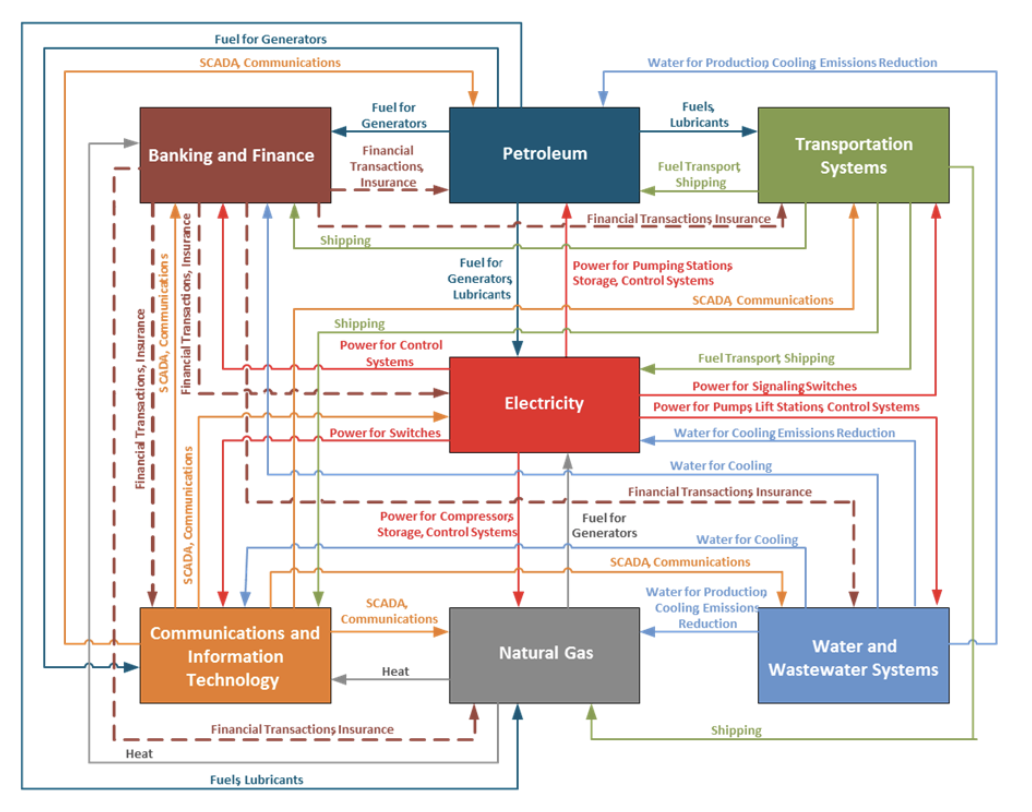 Fuel for Generators
SCADA, Communications
Water for Production, Cooling Emissions Reduction
Fuel for
Generators
Fuels,
Lubricants
Banking and Finance
Petroleum
Transportation
Systems
Financial
Transactions,
Insurance
Fuel Transport,
Shipping
Financial Transactions, Insurance
Shipping
Fuel for
Generators,
Lubricants
Power for Pumping Stations,
Storage, Control Systems
SCADA, Communications
Financial Transactions, Insurance
SCADA, Communications
Financial Transactions, Insurance
Shipping
Power for Control
Systems
Fuel Transport, Shipping
Electricity
Power for Signaling Switches
Power for Pumps, Lift Stations, Control Systems
Power for Switches
Water for Cooling Emissions Reduction
SCADA, Communications
Water for Cooling
Financial Transactions, Insurance
Power for Compressors,
Storage, Control Systems
Fuel for
Generators
Water for Cooling
SCADA, Communications
Water for Production,
Cooling Emissions
Reduction
SCADA,
Communications
Communications and
Information
Technology
Natural Gas
Water and
Wastewater Systems
Heat
Financial Transactions, Insurance
Shipping
Heat
Fuels, Lubricants